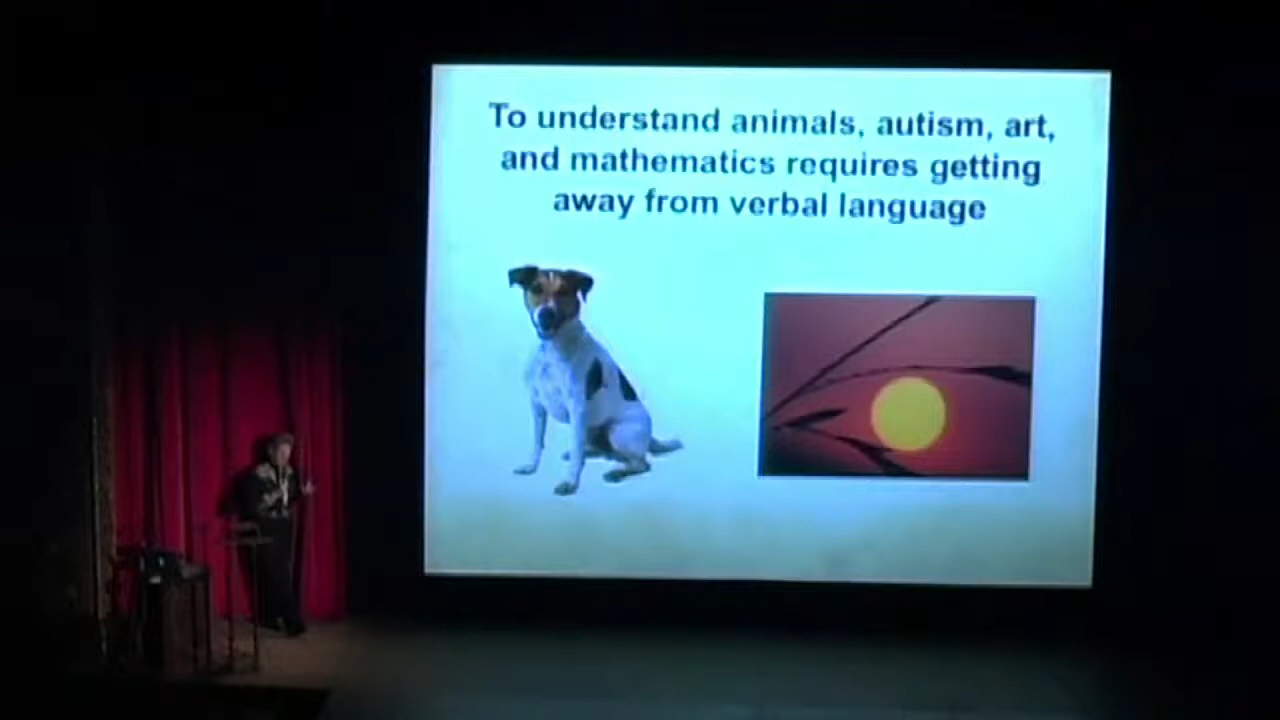 To understand animals, autism, art,
and mathematics requires getting
away from verbal language